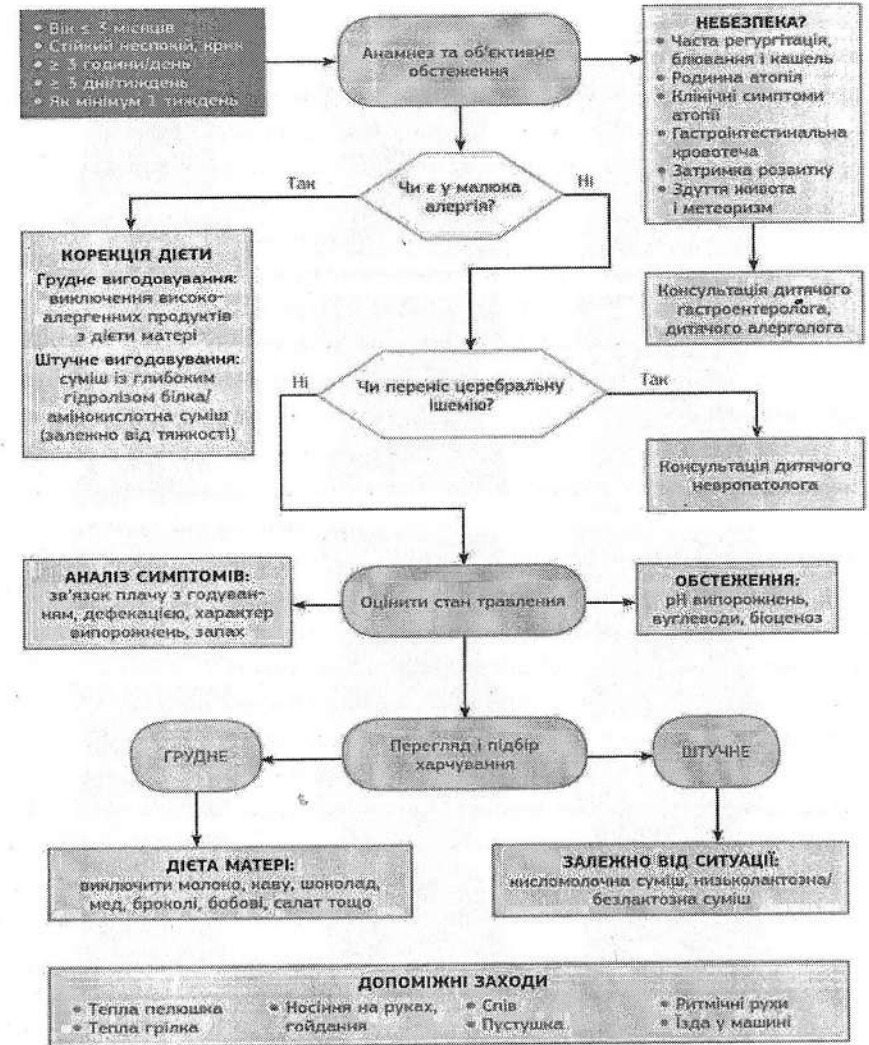 • Вік ≤ 3 місяців
• Стійкий неспокій, крик
• ≥ 3 години/день
• ≥ 3 дні/тиждень
• Як мінімум 1 тиждень
Анамнез та об'єктивне
обстеження
НЕБЕЗПЕКА?
• Часта регургітація,
блювання і кашель
• Родинна атопія
• Клінічні симптоми
атопії
• Гастроінтестинальна
кровотеча
• Затримка розвитку
• Здуття живота
і метеоризм
Так
Чи є у малюка
алергія?
Ні
КОРЕКЦІЯ ДІЄТИ
Грудне вигодовування:
виключення високо-
алергенних продуктів
з дієти матері
Штучне вигодовування:
суміш із глибоким
гідролізом білка/
амінокислотна суміш
(залежно від тяжкості)
Консультація дитячого
гастроентеролога,
дитячого алерголога
Ні
Чи переніс церебральну
ішемію?
Так
Консультація дитячого
невропатолога
АНАЛІЗ СИМПТОМІВ:
зв'язок плачу з годуван-
ням, дефекацією, характер
випорожнень, запах
Оцінити стан травлення
ОБСТЕЖЕННЯ:
pH випорожнень,
вуглеводи, біоценоз
ГРУДНЕ
Перегляд і підбір
харчування
ШТУЧНЕ
ДІЄТА МАТЕРІ:
виключити молоко, каву, шоколад,
мед, броколі, бобові, салат тощо
ЗАЛЕЖНО ВІД СИТУАЦІЇ:
кисломолочна суміш, низьколактозна/
безлактозна суміш
ДОПОМІЖНІ ЗАХОДИ
• Тепла пелюшка
• Тепла грілка
• Носіння на руках,
гойдання
• Спів
• Пустушка
• Ритмічні рухи
• Їзда у машині